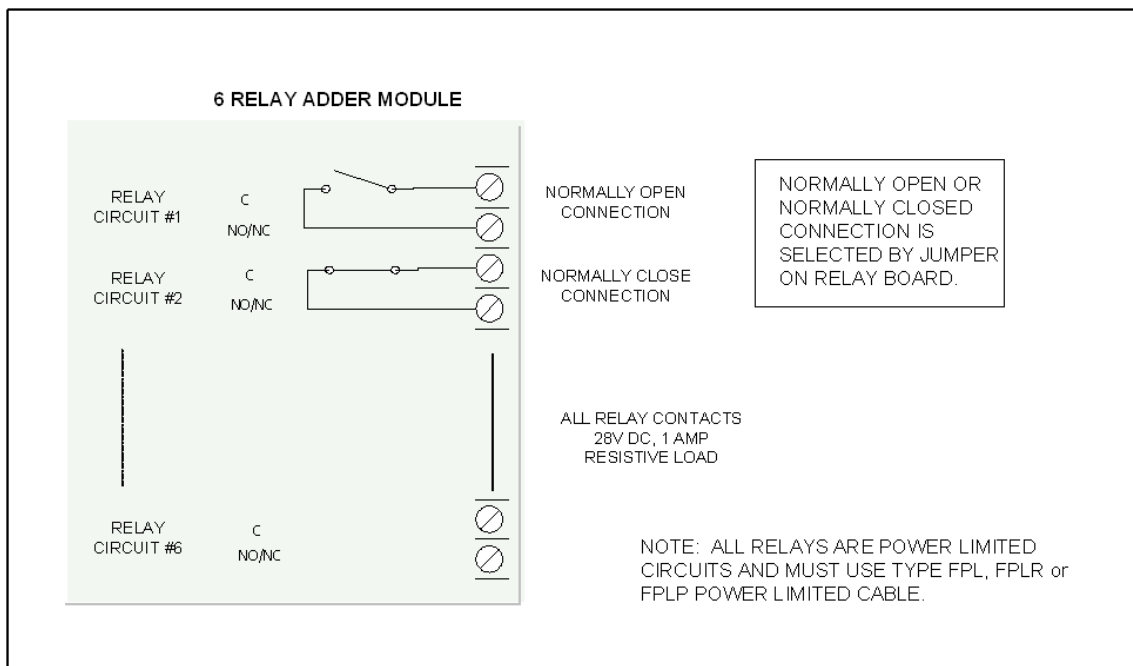 6 RELAY ADDER MODULE
RELAY
CIRCUIT #1
C
NO/NC
NORMALLY OPEN
CONNECTION
RELAY
CIRCUIT #2
C
NO/NC
NORMALLY CLOSE
CONNECTION
NORMALLY OPEN OR
NORMALLY CLOSED
CONNECTION IS
SELECTED BY JUMPER
ON RELAY BOARD.
ALL RELAY CONTACTS
28V DC, 1 AMP
RESISTIVE LOAD
RELAY
CIRCUIT #6
C
NO/NC
NOTE: ALL RELAYS ARE POWER LIMITED
CIRCUITS AND MUST USE TYPE FPL, FPLR or
FPLP POWER LIMITED CABLE.